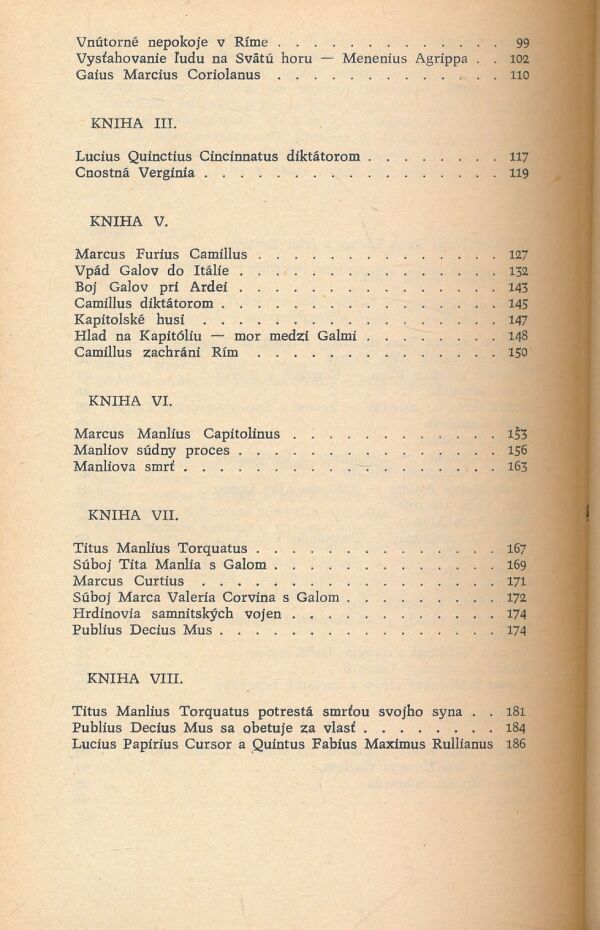 Vnútorné nepokoje v Ríme . . . . . . . . . . . . . . 99
Vysťahovanie ľudu na Svätú horu — Menenius Agrippa . . 102
Gaius Marcius Coriolanus . . . . . . . . . . . . . . 110
KNIHA III.
Lucius Quinctius Cincinnatus diktátorom . . . . . . . . 117
Cnostná Verginia . . . . . . . . . . . . . . . . . . 119
KNIHA V.
Marcus Furius Camillus . . . . . . . . . . . . . . . 127
Vpád Galov do Itálie . . . . . . . . . . . . . . . . 132
Boj Galov pri Ardei . . . . . . . . . . . . . . . . 143
Camillus diktátorom . . . . . . . . . . . . . . . . . 145
Kapitolské husi . . . . . . . . . . . . . . . . . . 147
Hlad na Kapitóliu — mor medzi Galmi . . . . . . . . 148
Camillus zachráni Rím . . . . . . . . . . . . . . . 150
KNIHA VI.
Marcus Manlius Capitolinus . . . . . . . . . . . . . 153
Manliov súdny proces . . . . . . . . . . . . . . . . 156
Manliova smrť . . . . . . . . . . . . . . . . . . . 163
KNIHA VII.
Titus Manlius Torquatus . . . . . . . . . . . . . . . 167
Súboj Tita Manlia s Galom . . . . . . . . . . . . . . 169
Marcus Curtius . . . . . . . . . . . . . . . . . . 171
Súboj Marca Valeria Corvina s Galom . . . . . . . . . 172
Hrdinovia samnitských vojen . . . . . . . . . . . . . 174
Publius Decius Mus . . . . . . . . . . . . . . . . . 174
KNIHA VIII.
Titus Manlius Torquatus potrestá smrťou svojho syna . . 181
Publius Decius Mus sa obetuje za vlasť . . . . . . . . 184
Lucius Papirius Cursor a Quintus Fabius Maximus Rullianus 186